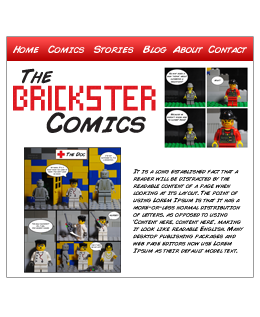 Home Comics Stories Blog About Contact
The
BRICKSTER
Comics
The Doc
It is a long established fact that a
reader will be distracted by the
readable content of a page when
looking at its layout. The point of
using Lorem Ipsum is that it has a
more-or-less normal distribution
of letters, as opposed to using
'Content here, content here', making
it look like readable English. Many
desktop publishing packages and
web page editors now use Lorem
Ipsum as their default model text.